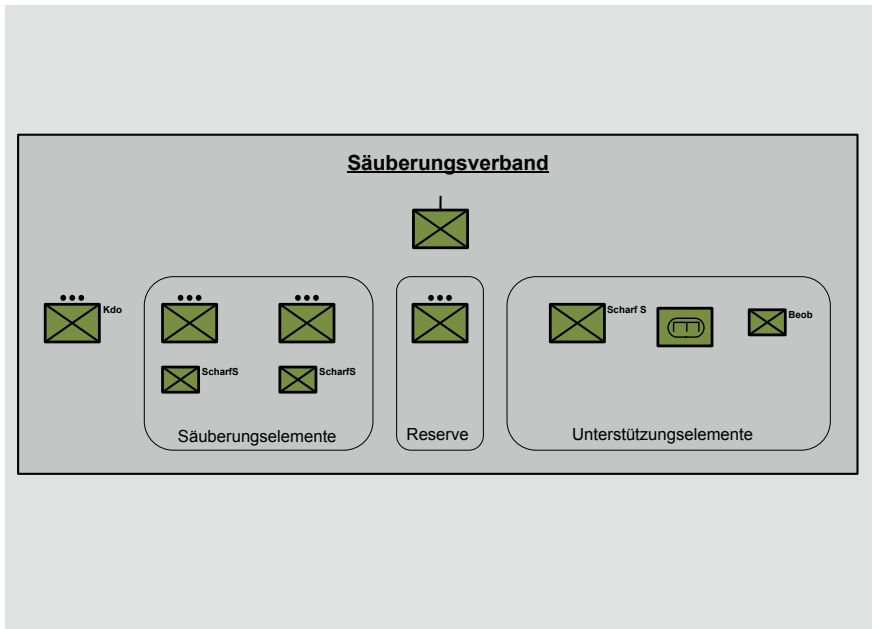 Säuberungsverband
Kdo
Scharf S
Beob
ScharfS
ScharfS
Säuberungselemente
Reserve
Unterstützungselemente